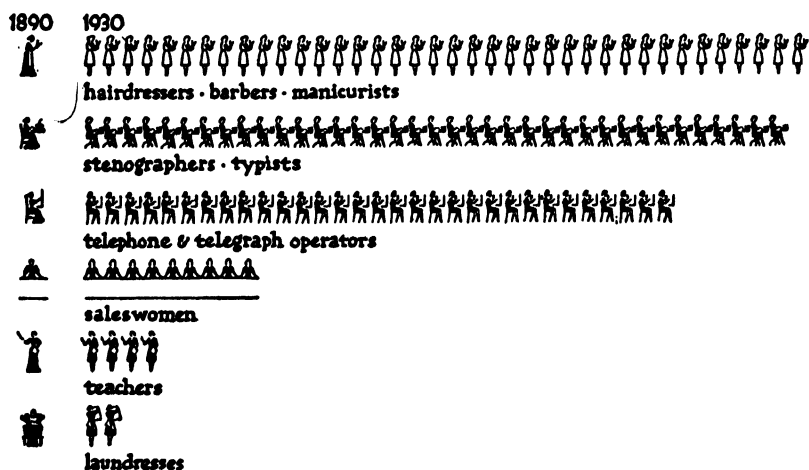 1890 1930
hairdressers · barbers · manicurists
stenographers · typists
telephone & telegraph operators
saleswomen
teachers
laundresses